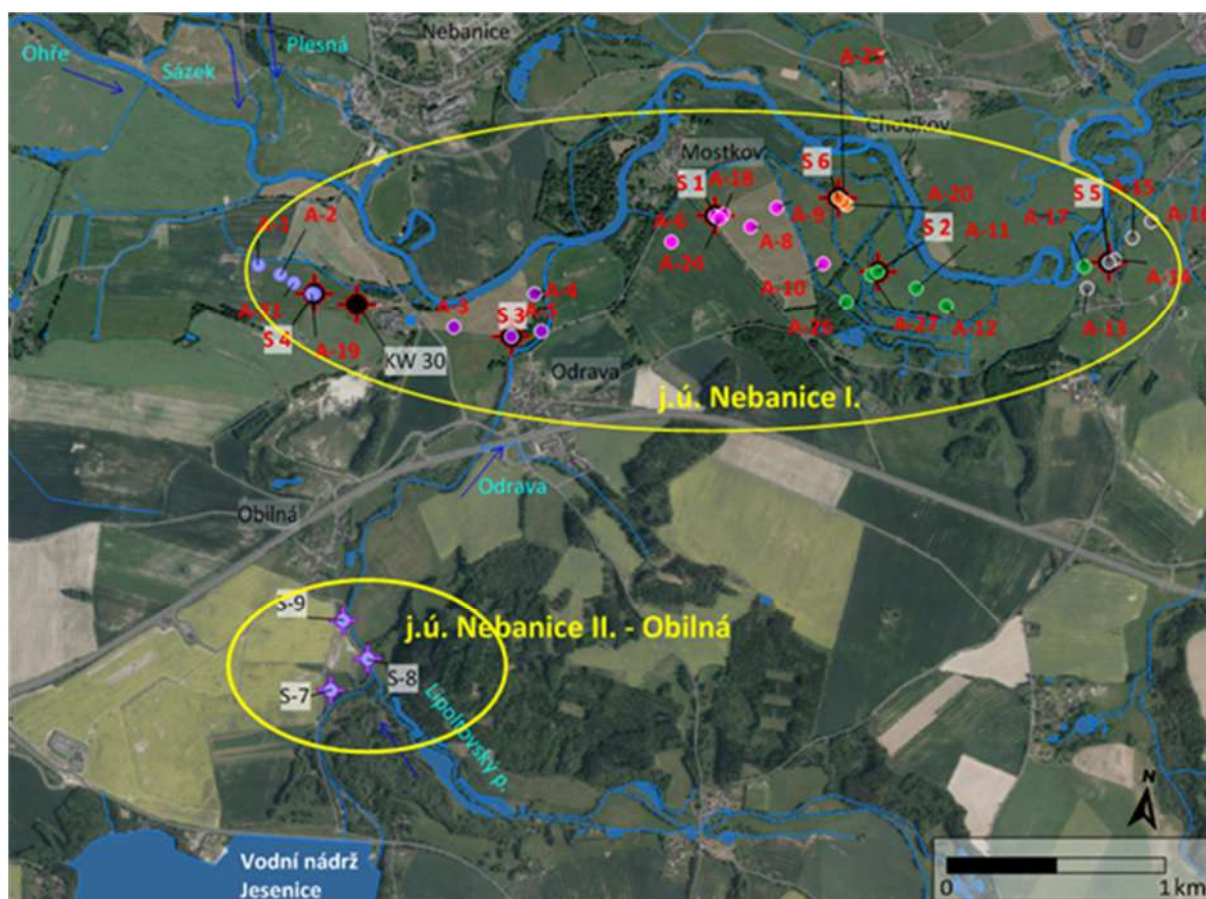 Nebanice
Plesná
Ohře
Sázek
A-25
Chotíkov
Mostkov
S 6
S 1
A-18
A-20
S 5
A-15
A-17
A-16
A-2
A-1
A-6
A-9
S 2
A-11
A-8
A-24
A-14
A-10
A-4
A-21
A-3
S 3
A-5
A-26
A-27
A-12
A-13
S 4
A-19
KW 30
Odrava
j.ú. Nebanice I.
Odrava
Obilná
S-9
j.ú. Nebanice II. - Obilná
S-8
S-7
Lipoltovský p.
N
Vodní nádrž
Jesenice
0
1 km